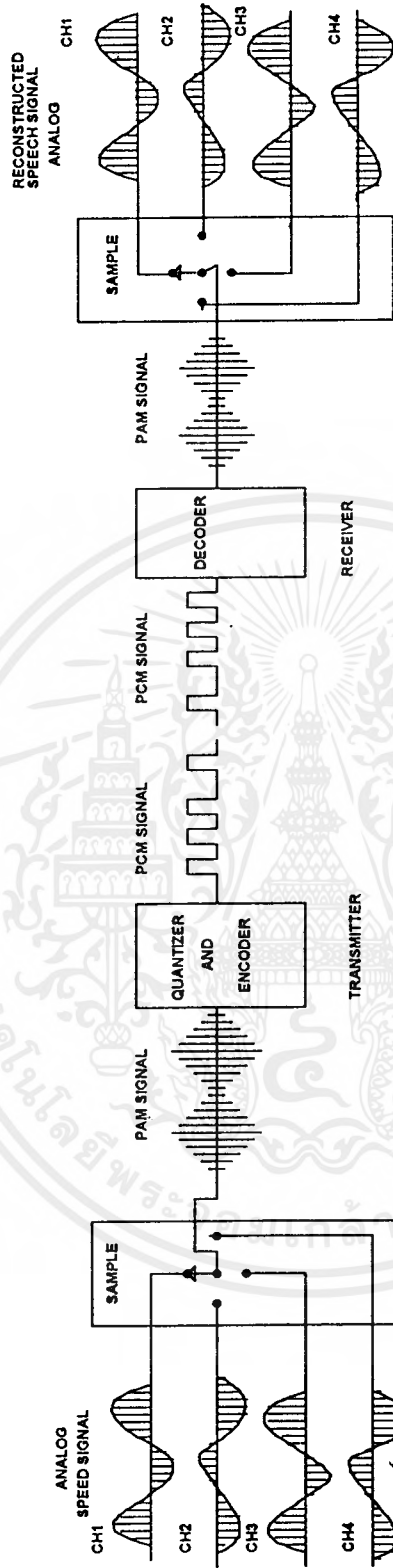 ANALOG
SPEED SIGNAL
CH1
CH2
CH3
CH4
SAMPLE
PAM SIGNAL
QUANTIZER
AND
ENCODER
TRANSMITTER
PCM SIGNAL
PCM SIGNAL
DECODER
RECEIVER
PAM SIGNAL
SAMPLE
RECONSTRUCTED
SPEECH SIGNAL
ANALOG
CH1
CH2
CH3
CH4